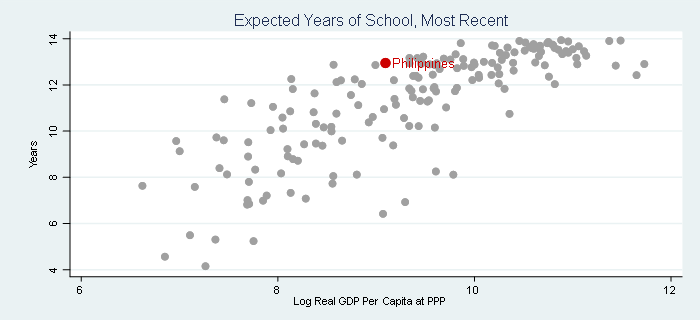 Expected Years of School, Most Recent
14
12
10
8
6
4
Years
Philippines
6
8
10
12
Log Real GDP Per Capita at PPP